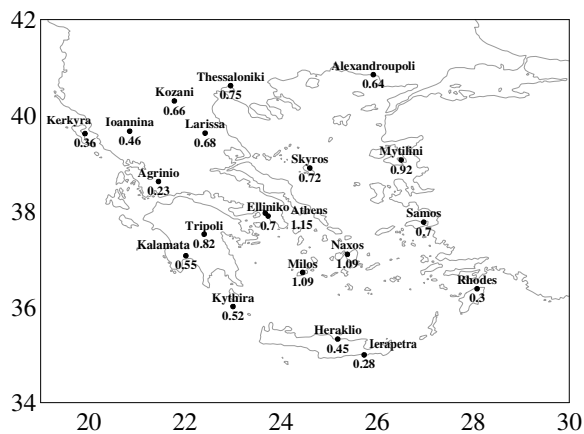 42
Alexandroupoli
0.64
Thessaloniki
0.75
Kozani
0.66
40
Kerkyra
0.36
Ioannina
0.46
Larissa
0.68
Skyros
0.72
Mytilini
0.92
Agrinio
0.23
38
Elliniko
0.7
Athens
1.15
Samos
0.7
Tripoli
0.82
Kalamata
0.55
Naxos
1.09
Milos
1.09
Rhodes
0.3
36
Kythira
0.52
Heraklio
0.45
Ierapetra
0.28
34
20 22 24 26 28 30